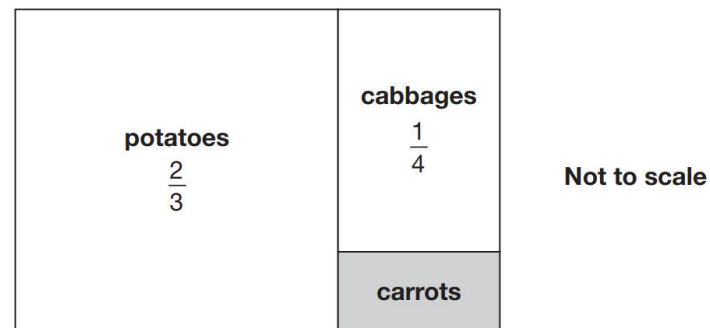 potatoes
2/3
cabbages
1/4
Not to scale
carrots